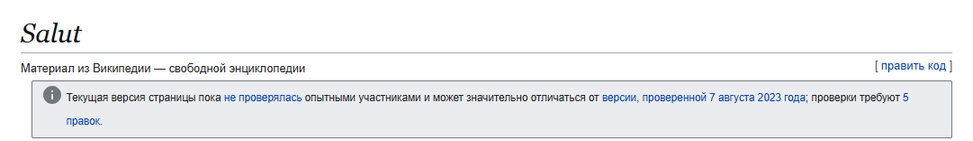 Salut
Материал из Википедии — свободной энциклопедии
[ править код ]
Текущая версия страницы пока не проверялась опытными участниками и может значительно отличаться от версии, проверенной 7 августа 2023 года; проверки требуют 5
правок.